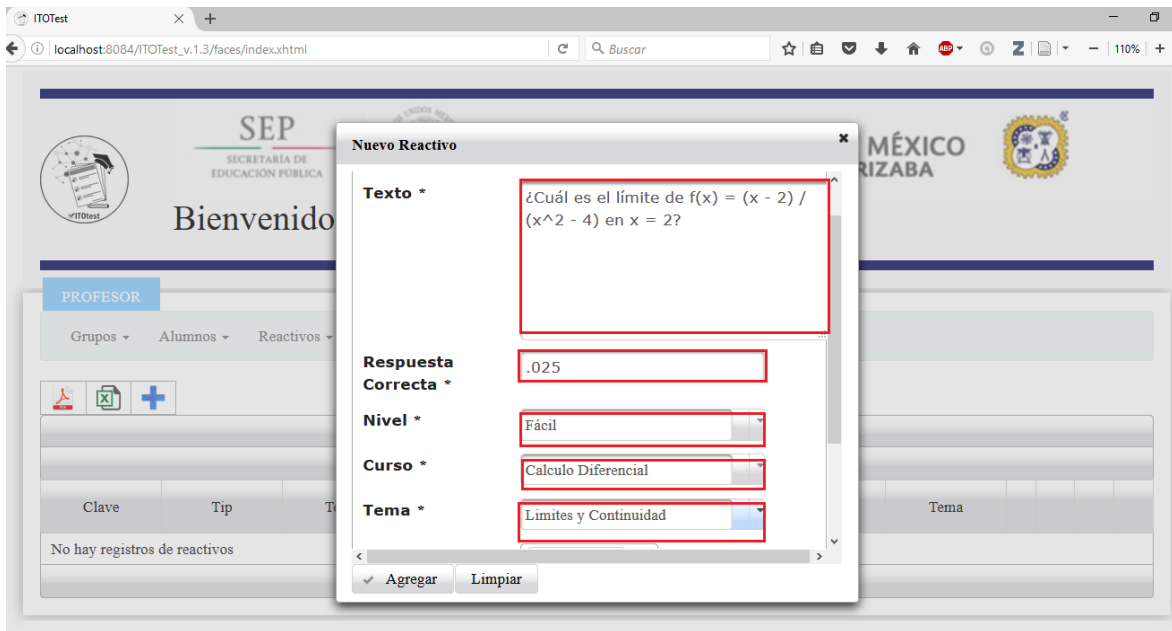 ITOTest
localhost:8084/ITOTest_v.1.3/faces/index.xhtml
Buscar
ABP
110%
SEP
SECRETARÍA DE
EDUCACIÓN PÚBLICA
ITOtest
Bienvenido
MÉXICO
RIZABA
PROFESOR
Grupos
Alumnos
Reactivos
Nuevo Reactivo
Texto *
¿Cuál es el límite de f(x) = (x - 2) /
(x^2 - 4) en x = 2?
Respuesta
Correcta *
.025
Nivel *
Fácil
Curso *
Calculo Diferencial
Tema *
Limites y Continuidad
Agregar
Limpiar
Clave
Tip
Tema
No hay registros de reactivos